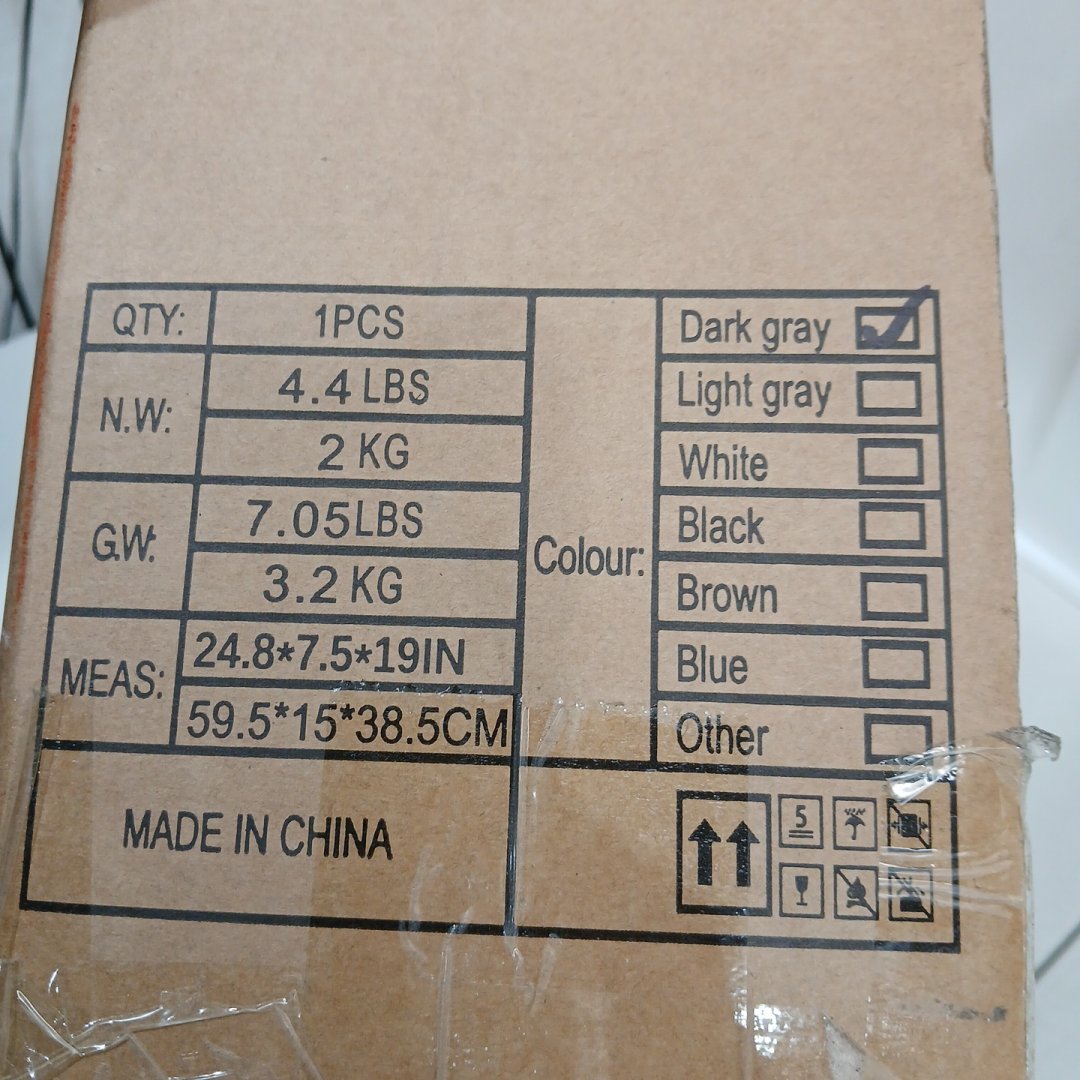 QTY: 1PCS
N.W: 4.4 LBS
2 KG
G.W: 7.05LBS
3.2 KG
MEAS: 24.8*7.5*19IN
59.5*15*38.5CM
MADE IN CHINA
Colour:
Dark gray
Light gray
White
Black
Brown
Blue
Other
5